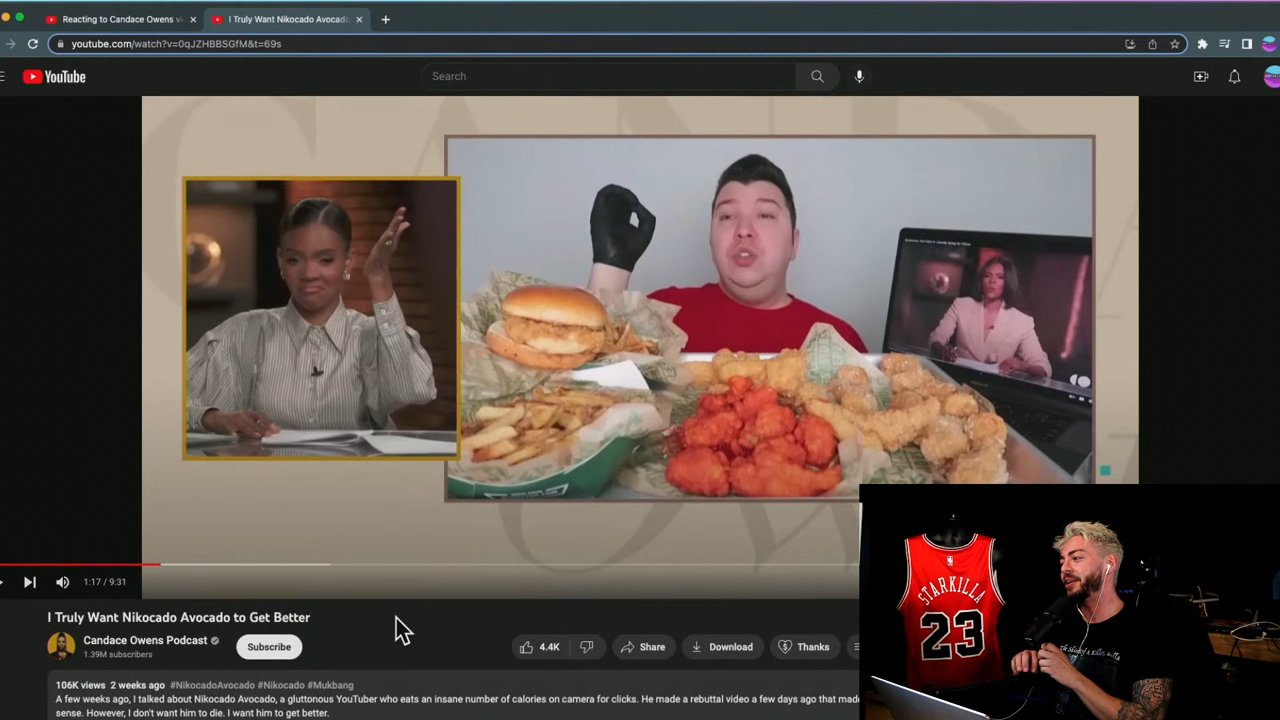 Reacting to Candace Owens vi
I Truly Want Nikocado Avocado
youtube.com/watch?v=0qJZHBBSGfM&t=69s
YouTube
Search
1:17 / 9:31
I Truly Want Nikocado Avocado to Get Better
Candace Owens Podcast
1.39M subscribers
Subscribe
4.4K
Share
Download
Thanks
106K views 2 weeks ago #NikocadoAvocado #Nikocado #Mukbang
A few weeks ago, I talked about Nikocado Avocado, a gluttonous YouTuber who eats an insane number of calories on camera for clicks. He made a rebuttal video a few days ago that made
sense. However, I don't want him to die. I want him to get better.
STARKILLA
23